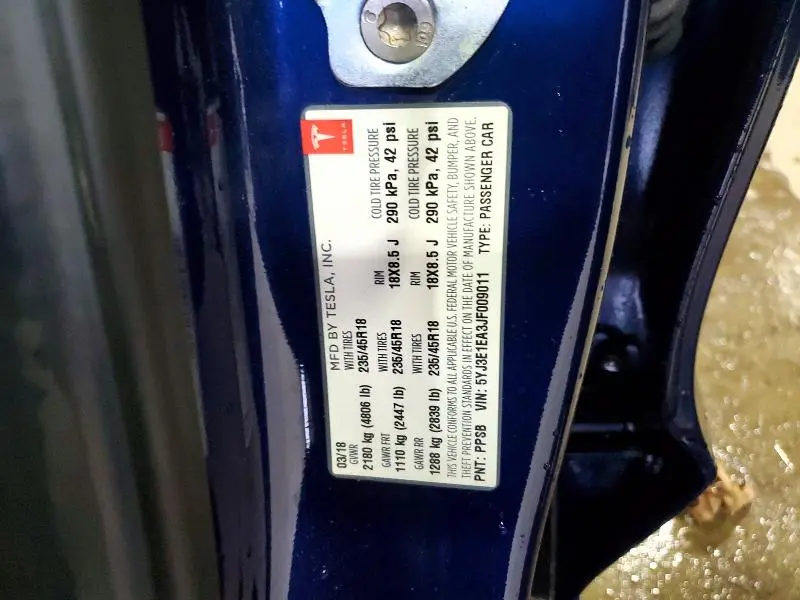 TESLA
MFD BY TESLA, INC.
03/18
GVWR WITH TIRES RIM COLD TIRE PRESSURE
2180 kg (4806 lb) 235/45R18 18X8.5 J 290 kPa, 42 psi
GAWR FRT WITH TIRES RIM COLD TIRE PRESSURE
1110 kg (2447 lb) 235/45R18
GAWR RR WITH TIRES
1288 kg (2839 lb) 235/45R18 18X8.5 J 290 kPa, 42 psi
THIS VEHICLE CONFORMS TO ALL APPLICABLE U.S. FEDERAL MOTOR VEHICLE SAFETY, BUMPER, AND
THEFT PREVENTION STANDARDS IN EFFECT ON THE DATE OF MANUFACTURE SHOWN ABOVE.
PNT: PPSB VIN: 5YJ3E1EA3JF009011 TYPE: PASSENGER CAR